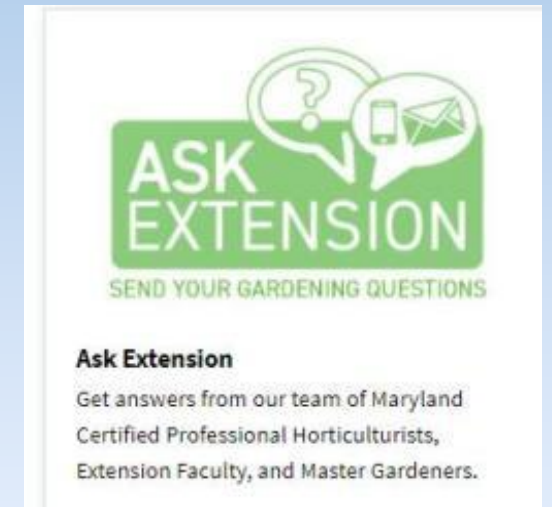 ASK
EXTENSION
SEND YOUR GARDENING QUESTIONS
Ask Extension
Get answers from our team of Maryland
Certified Professional Horticulturists,
Extension Faculty, and Master Gardeners.